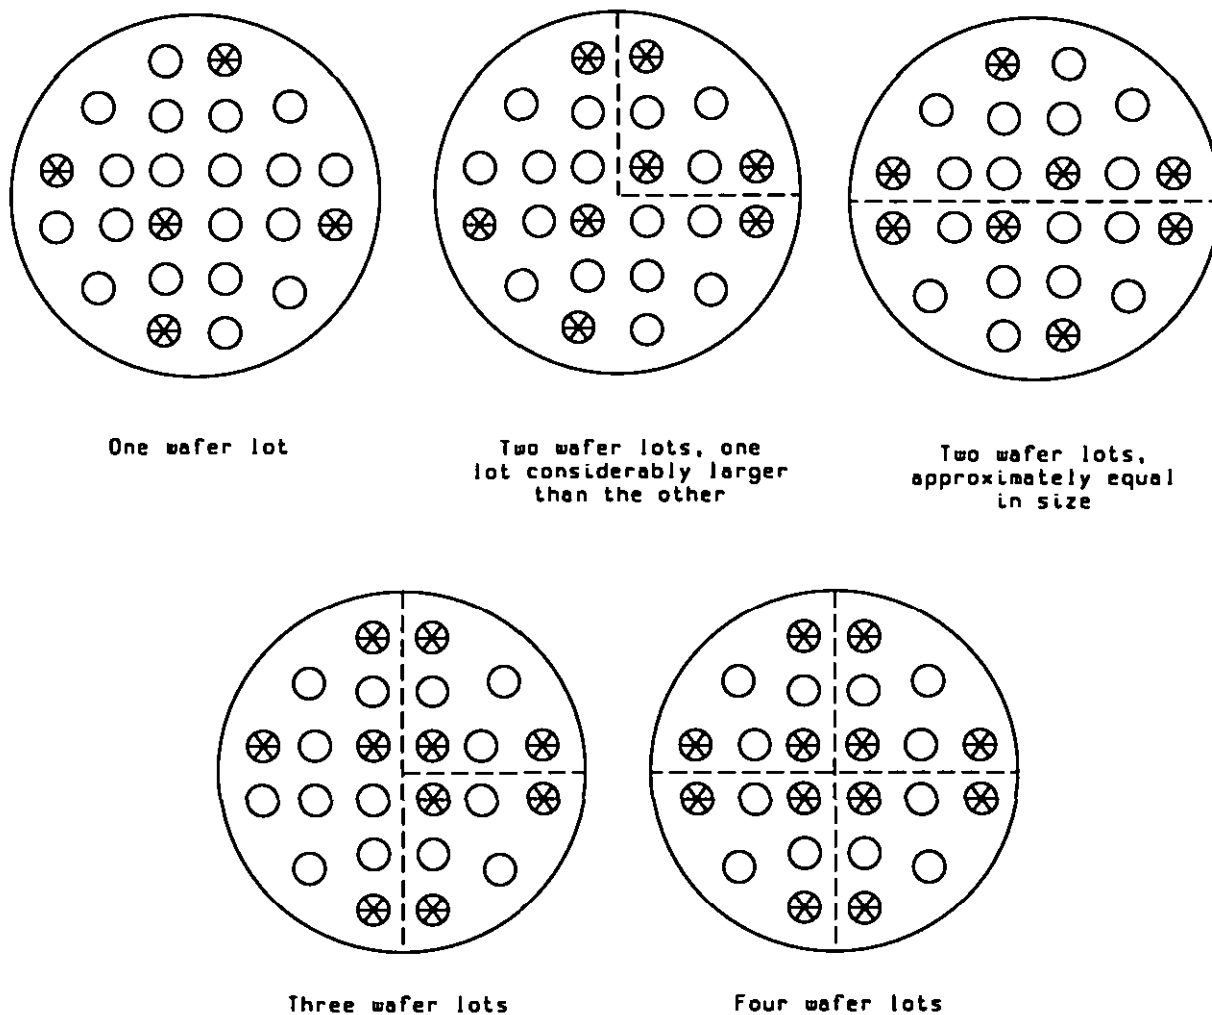 One wafer lot
Two wafer lots, one
lot considerably larger
than the other
Two wafer lots,
approximately equal
in size
Three wafer lots
Four wafer lots